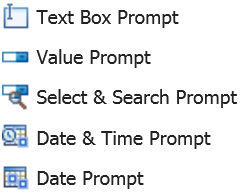 Text Box Prompt
Value Prompt
Select & Search Prompt
Date & Time Prompt
Date Prompt